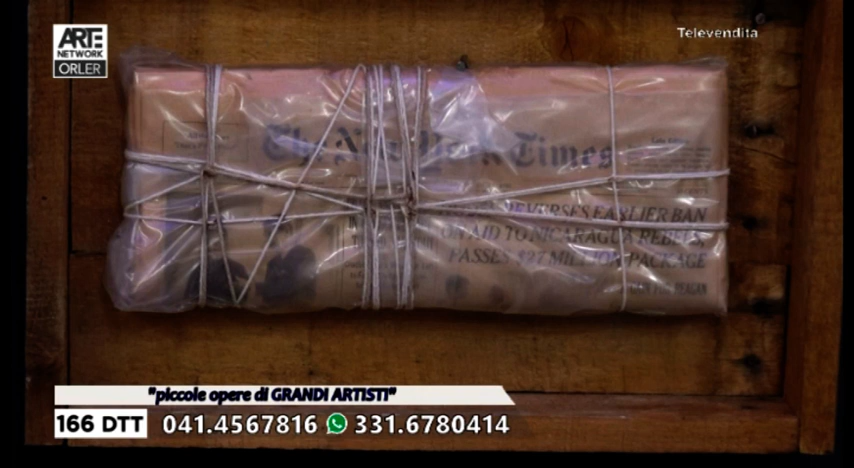 ARTE
NETWORK
ORLER
Televendita
The New York Times
REVERSES EARLIER BAN
ON AID TO NICARAGUA REBELS,
PASSES $27 MILLION PACKAGE
"piccole opere di GRANDI ARTISTI"
166 DTT
041.4567816
331.6780414